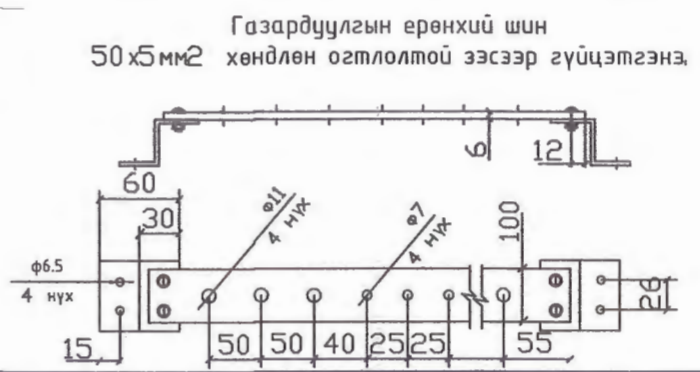 Газардуулгын ерөнхий шин
50x5мм2 хөндлөн огтлолтой зэсээр гүйцэтгэнэ.
6
12
60
30
ф11
4 нүх
ф7
4 нүх
100
ф6.5
4 нүх
26
15
50 50 40 25 25 55